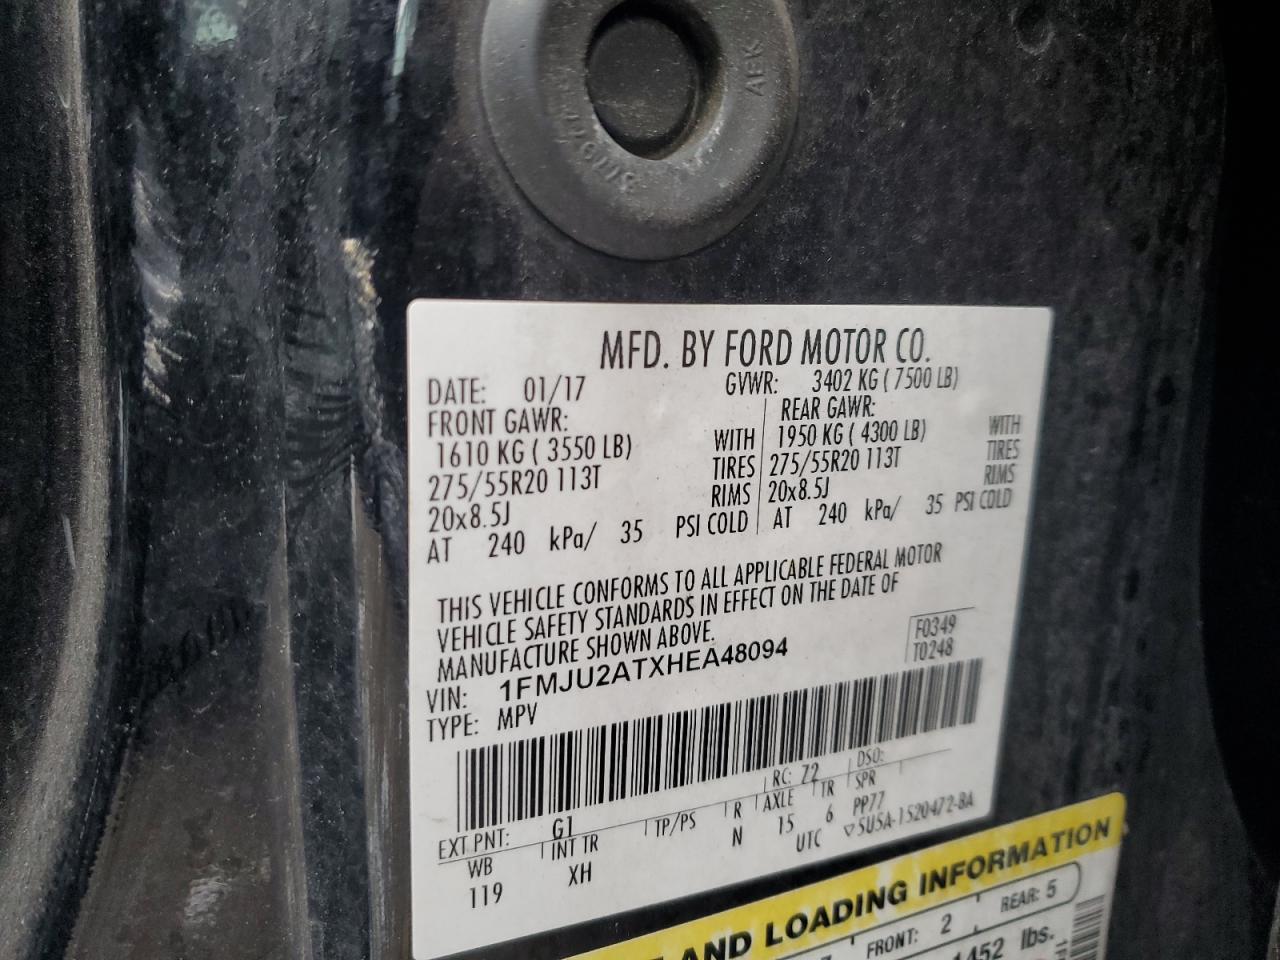 AEK
MFD. BY FORD MOTOR CO.
DATE: 01/17 GVWR: 3402 KG ( 7500 LB)
FRONT GAWR: REAR GAWR:
1610 KG ( 3550 LB) WITH 1950 KG ( 4300 LB) WITH
275/55R20 113T TIRES 275/55R20 113T TIRES
20x8.5J RIMS 20x8.5J RIMS
AT 240 kPa/ 35 PSI COLD AT 240 kPa/ 35 PSI COLD
THIS VEHICLE CONFORMS TO ALL APPLICABLE FEDERAL MOTOR
VEHICLE SAFETY STANDARDS IN EFFECT ON THE DATE OF
MANUFACTURE SHOWN ABOVE.
F0349
T0248
VIN: 1FMJU2ATXHEA48094
TYPE: MPV
EXT PNT: G1 RC: 72 DSO:
WB INT TR TP/PS R AXLE TR SPR
119 XH N 15 6 PP77
UTC ▽5U5A-1520472-BA
AND LOADING INFORMATION
FRONT: 2 REAR: 5
1452 lbs.